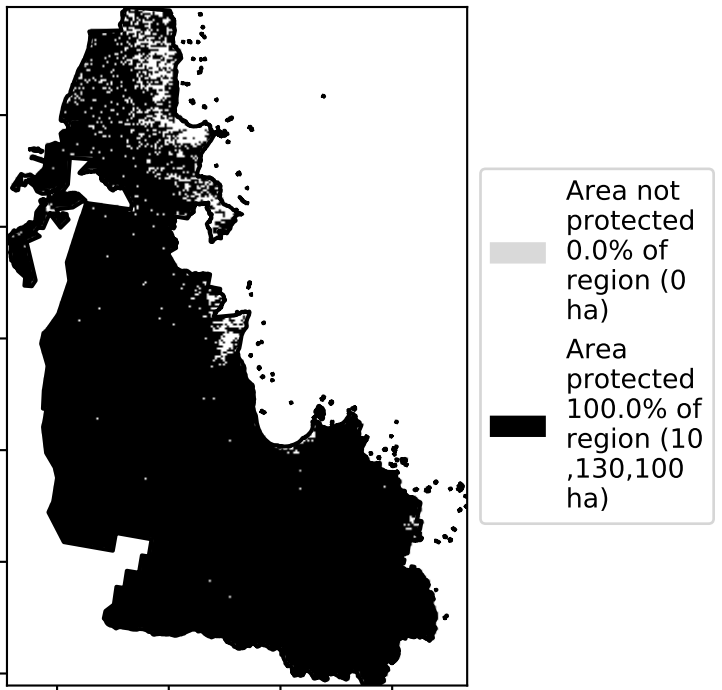 Area not
protected
0.0% of
region (0
ha)
Area
protected
100.0% of
region (10
,130,100
ha)